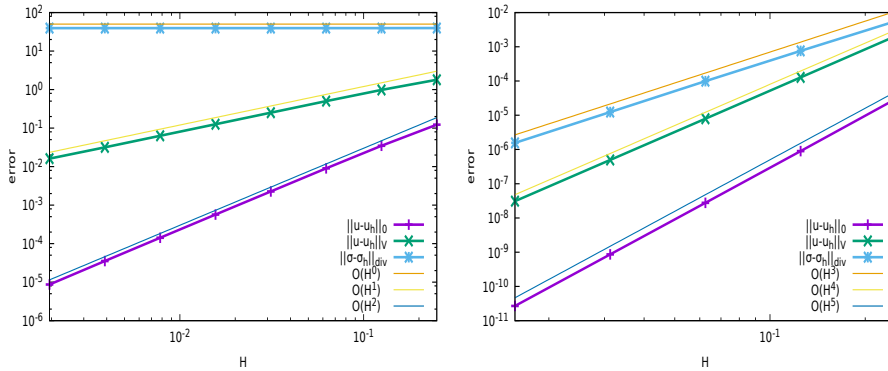 10^2
10^1
10^0
10^-1
10^-2
10^-3
10^-4
10^-5
10^-6
error
10^-2
10^-1
H
||u-u_h||_0
||u-u_h||_V
||σ-σ_h||_div
O(H^0)
O(H^1)
O(H^2)
10^-2
10^-3
10^-4
10^-5
10^-6
10^-7
10^-8
10^-9
10^-10
10^-11
error
10^-1
H
||u-u_h||_0
||u-u_h||_V
||σ-σ_h||_div
O(H^3)
O(H^4)
O(H^5)